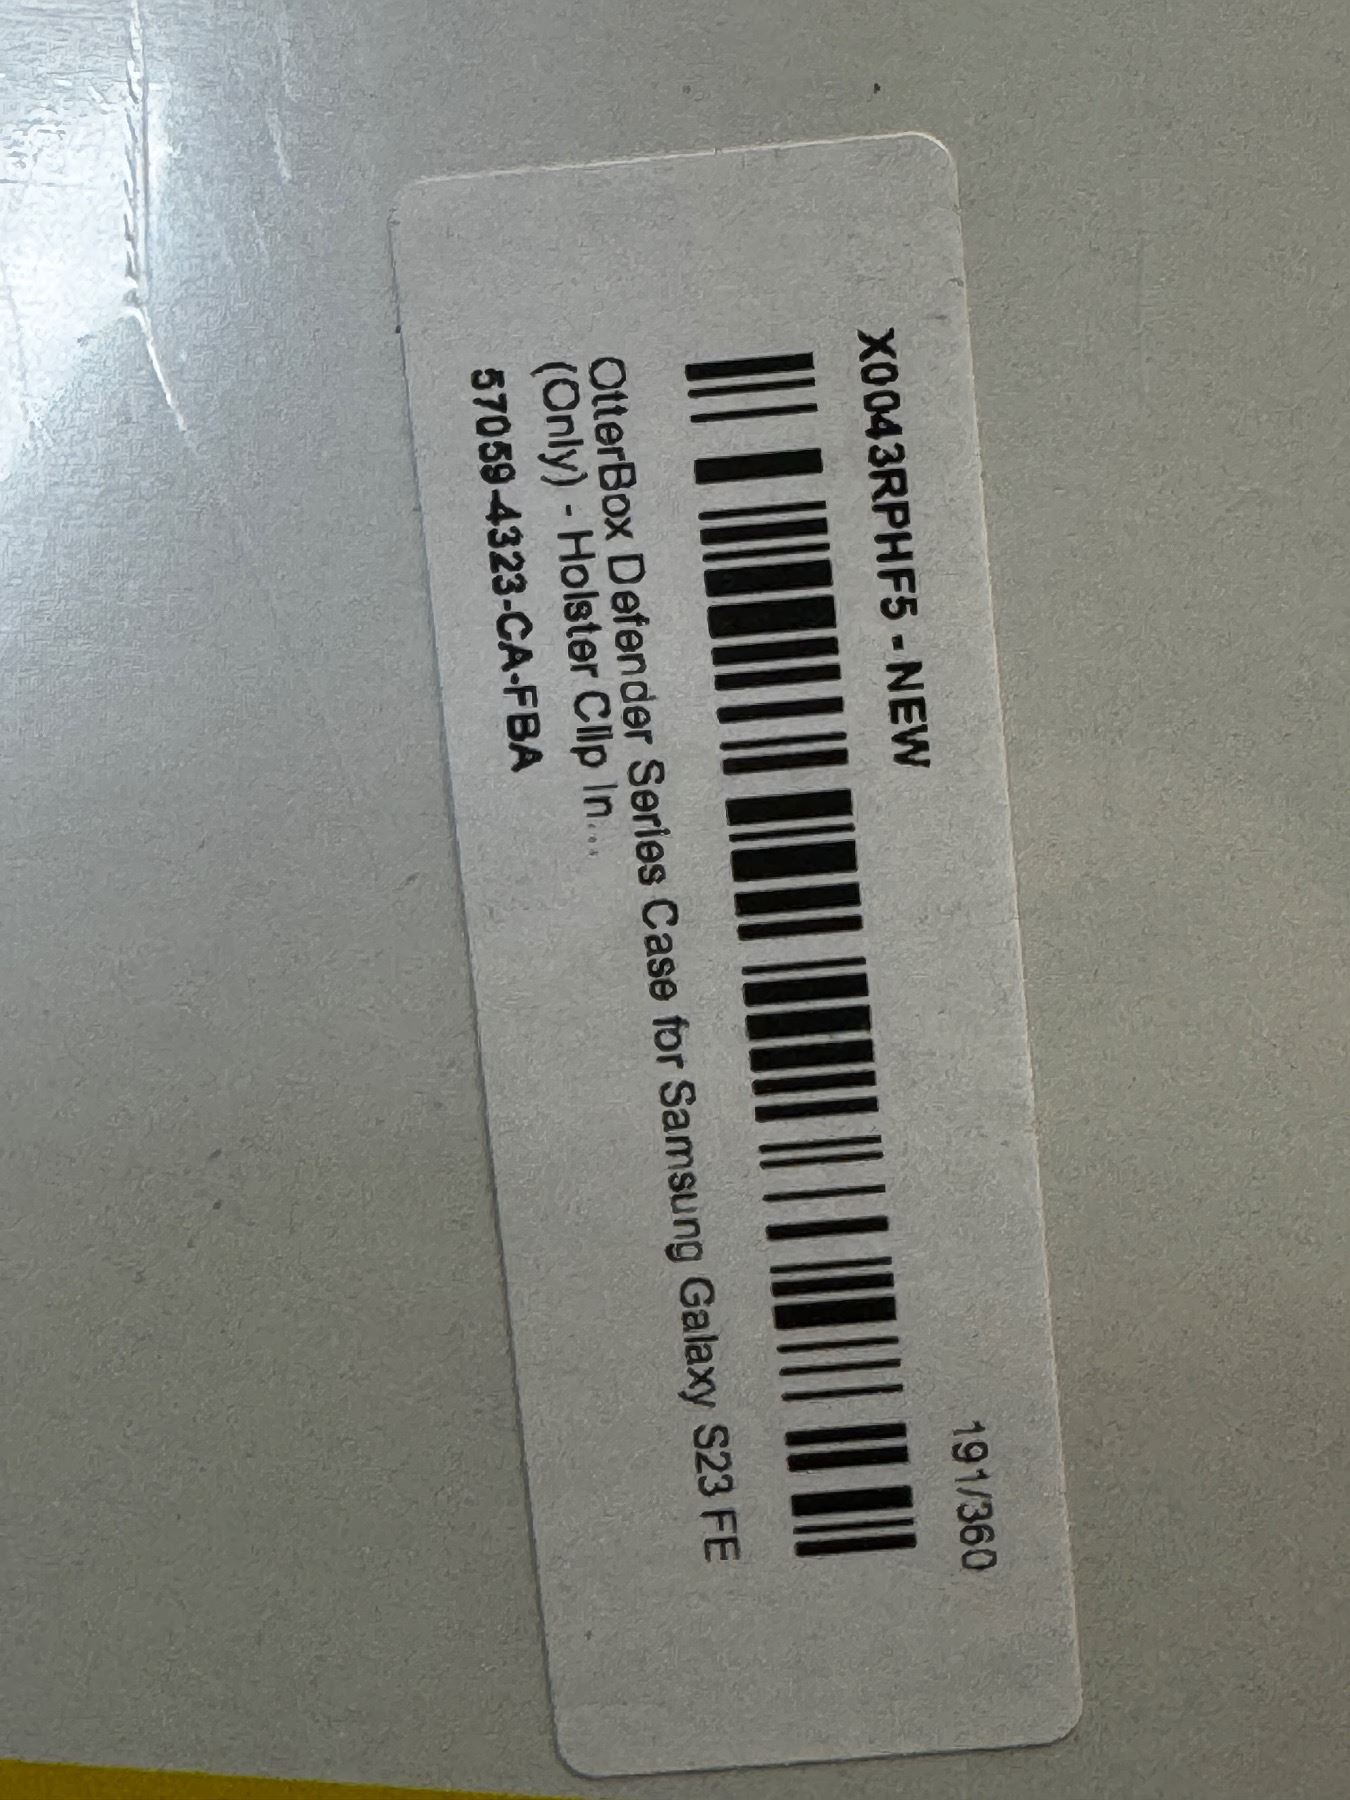 X0043RPHF5 - NEW
191/360
OtterBox Defender Series Case for Samsung Galaxy S23 FE
(Only) - Holster Clip In...
57059-4323-CA-FBA